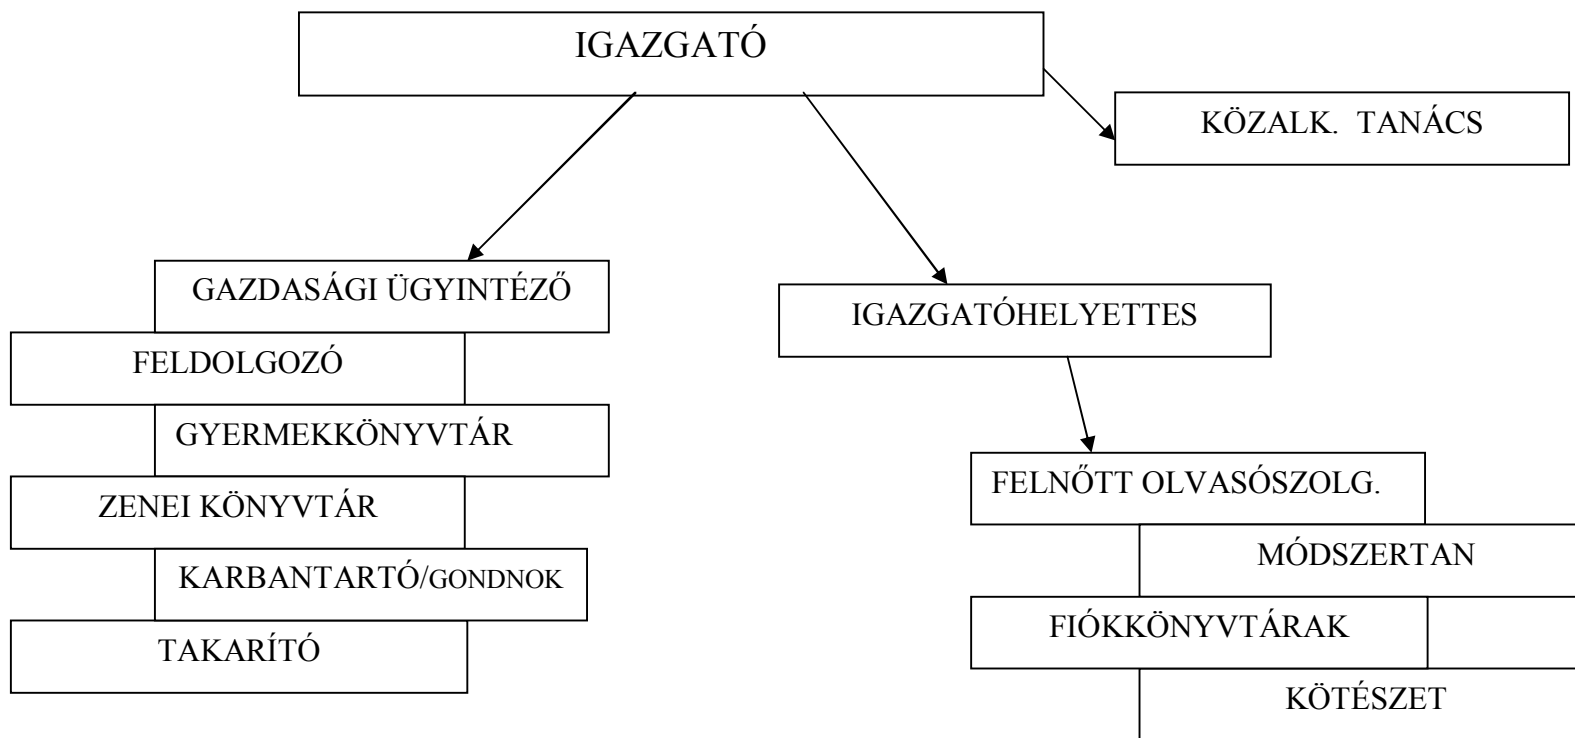 IGAZGATÓ
KÖZALK. TANÁCS
GAZDASÁGI ÜGYINTÉZŐ
FELDOLGOZÓ
GYERMEKKÖNYVTÁR
ZENEI KÖNYVTÁR
KARBANTARTÓ/GONDNOK
TAKARÍTÓ
IGAZGATÓHELYETTES
FELNŐTT OLVASÓSZOLG.
MÓDSZERTAN
FIÓKKÖNYVTÁRAK
KÖTÉSZET